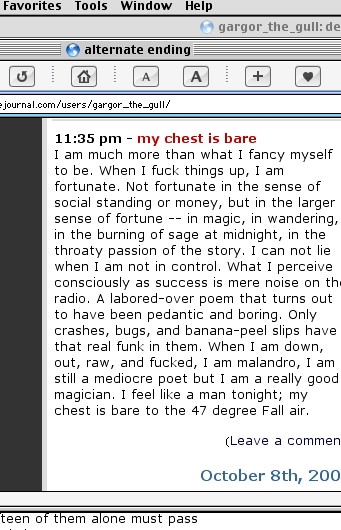 Favorites Tools Window Help
gargor_the_gull: de
alternate ending
A A
ejournal.com/users/gargor_the_gull/
11:35 pm - my chest is bare
I am much more than what I fancy myself
to be. When I fuck things up, I am
fortunate. Not fortunate in the sense of
social standing or money, but in the larger
sense of fortune -- in magic, in wandering,
in the burning of sage at midnight, in the
throaty passion of the story. I can not lie
when I am not in control. What I perceive
consciously as success is mere noise on the
radio. A labored-over poem that turns out
to have been pedantic and boring. Only
crashes, bugs, and banana-peel slips have
that real funk in them. When I am down,
out, raw, and fucked, I am malandro, I am
still a mediocre poet but I am a really good
magician. I feel like a man tonight; my
chest is bare to the 47 degree Fall air.
(Leave a commen
October 8th, 200
fteen of them alone must pass